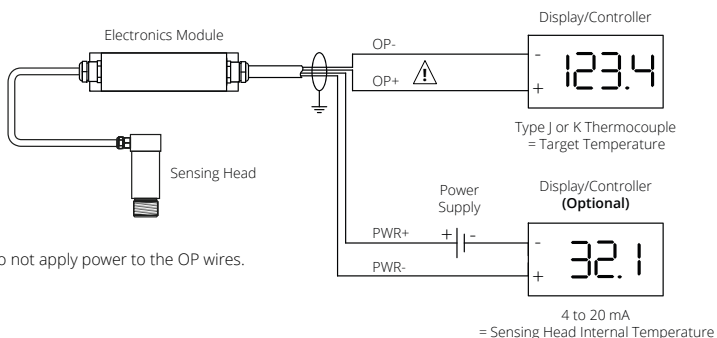 Display/Controller
Electronics Module
OP-
OP+
-
+
123.4
Type J or K Thermocouple
= Target Temperature
Sensing Head
Power
Supply
Display/Controller
(Optional)
PWR+
+
-
-
PWR-
+
32.1
o not apply power to the OP wires.
4 to 20 mA
= Sensing Head Internal Temperature